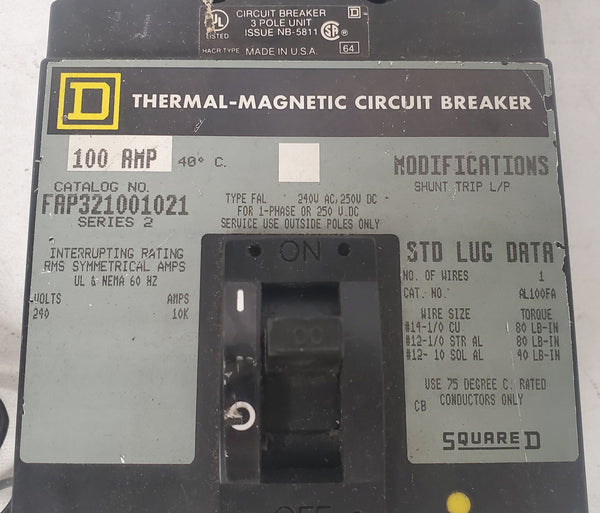 UL
LISTED
CIRCUIT BREAKER
3 POLE UNIT
ISSUE NB-5811
HACR TYPE MADE IN U.S.A.
SA ®
64
D
THERMAL-MAGNETIC CIRCUIT BREAKER
100 AMP 40° C.
CATALOG NO.
FAP321001021
SERIES 2
TYPE FAL 240V AC,250V DC
FOR 1-PHASE OR 250 V.DC
SERVICE USE OUTSIDE POLES ONLY
MODIFICATIONS
SHUNT TRIP L/P
INTERRUPTING RATING
RMS SYMMETRICAL AMPS
UL & NEMA 60 HZ
VOLTS AMPS
240 10K
ON
I
O
OFF
STD LUG DATA
NO. OF WIRES 1
CAT. NO. AL100FA
WIRE SIZE TORQUE
#14-1/0 CU 80 LB-IN
#12-1/0 STR AL 80 LB-IN
#12- 10 SOL AL 40 LB-IN
USE 75 DEGREE C. RATED
CB CONDUCTORS ONLY
SQUARE D